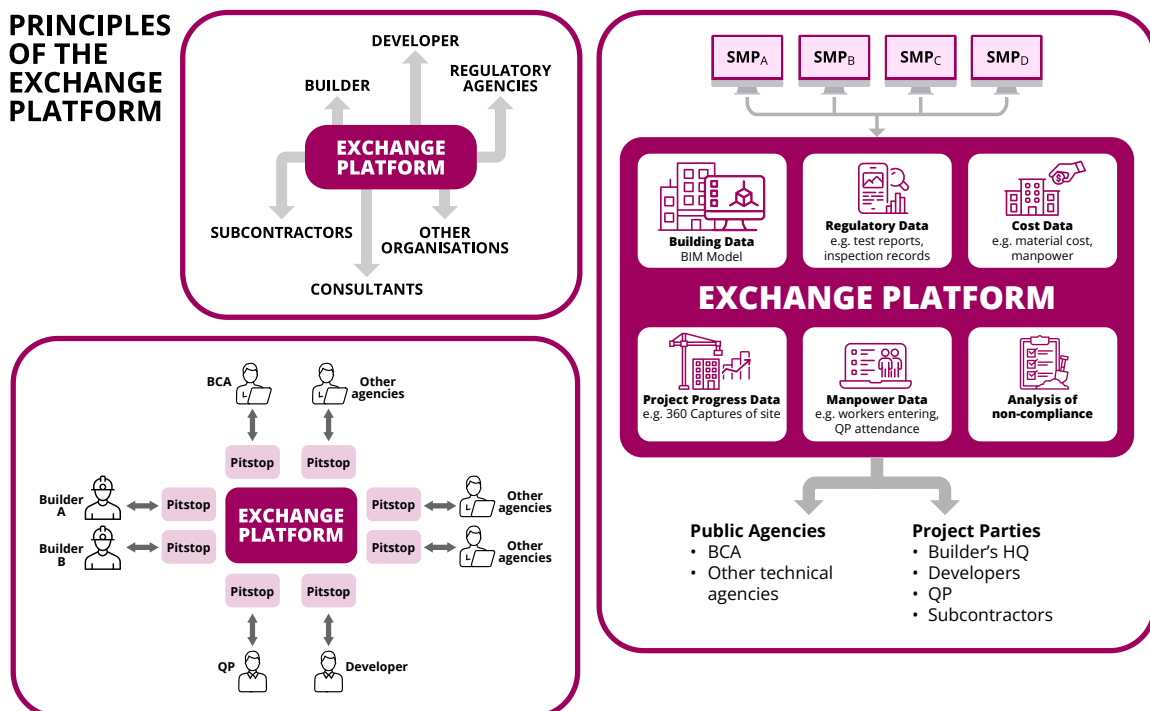 PRINCIPLES
OF THE
EXCHANGE
PLATFORM
DEVELOPER
BUILDER
REGULATORY
AGENCIES
EXCHANGE
PLATFORM
SUBCONTRACTORS
OTHER
ORGANISATIONS
CONSULTANTS
BCA
Other
agencies
Pitstop
Pitstop
Builder
A
Pitstop
EXCHANGE
PLATFORM
Pitstop
Other
agencies
Builder
B
Pitstop
Pitstop
Other
agencies
Pitstop
Pitstop
QP
Developer
SMPA
SMPB
SMPC
SMPD
Building Data
BIM Model
Regulatory Data
e.g. test reports,
inspection records
Cost Data
e.g. material cost,
manpower
EXCHANGE PLATFORM
Project Progress Data
e.g. 360 Captures of site
Manpower Data
e.g. workers entering,
QP attendance
Analysis of
non-compliance
Public Agencies
• BCA
• Other technical
agencies
Project Parties
• Builder’s HQ
• Developers
• QP
• Subcontractors